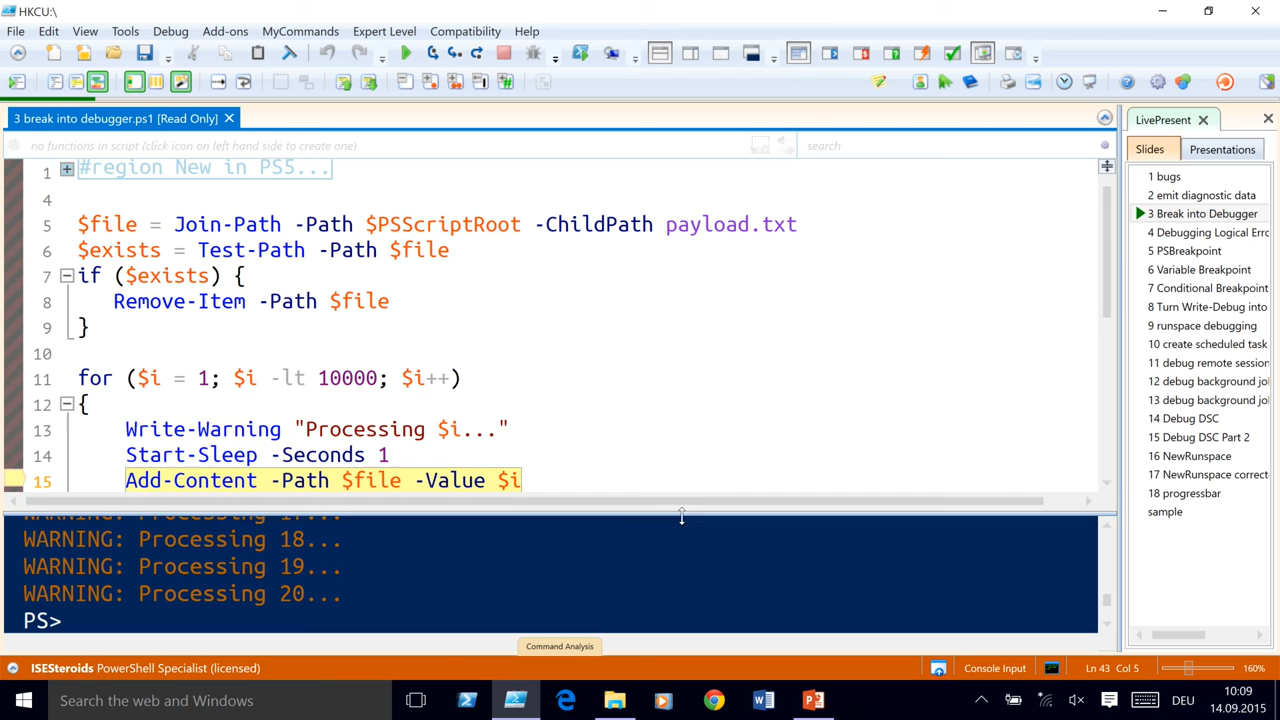 HKCU:\
File Edit View Tools Debug Add-ons MyCommands Expert Level Compatibility Help
3 break into debugger.ps1 [Read Only]
no functions in script (click icon on left hand side to create one)
search
1 #region New in PS5...
4
5 $file = Join-Path -Path $PSScriptRoot -ChildPath payload.txt
6 $exists = Test-Path -Path $file
7 if ($exists) {
8 Remove-Item -Path $file
9 }
10
11 for ($i = 1; $i -lt 10000; $i++)
12 {
13 Write-Warning "Processing $i..."
14 Start-Sleep -Seconds 1
15 Add-Content -Path $file -Value $i
WARNING: Processing 17...
WARNING: Processing 18...
WARNING: Processing 19...
WARNING: Processing 20...
PS>
Command Analysis
LivePresent
Slides Presentations
1 bugs
2 emit diagnostic data
3 Break into Debugger
4 Debugging Logical Erro
5 PSBreakpoint
6 Variable Breakpoint
7 Conditional Breakpoint
8 Turn Write-Debug into
9 runspace debugging
10 create scheduled task
11 debug remote session
12 debug background jo
13 debug background jo
14 Debug DSC
15 Debug DSC Part 2
16 NewRunspace
17 NewRunspace correct
18 progressbar
sample
ISESteroids PowerShell Specialist (licensed)
Console Input
Ln 43 Col 5
160%
Search the web and Windows
DEU
10:09
14.09.2015